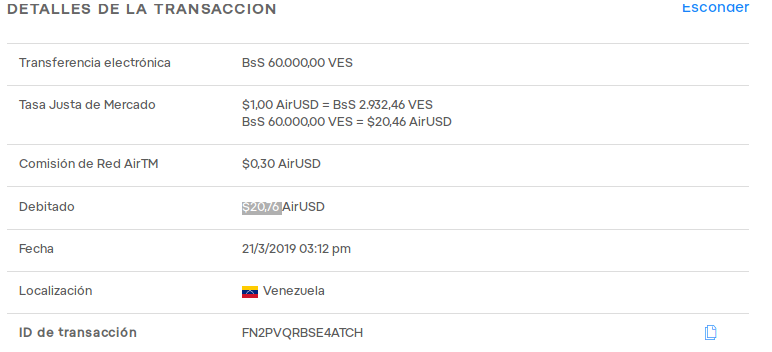 DETALLES DE LA TRANSACCION
Esconder
Transferencia electrónica BsS 60.000,00 VES
Tasa Justa de Mercado $1,00 AirUSD = BsS 2.932,46 VES
BsS 60.000,00 VES = $20,46 AirUSD
Comisión de Red AirTM $0,30 AirUSD
Debitado $20,76 AirUSD
Fecha 21/3/2019 03:12 pm
Localización Venezuela
ID de transacción FN2PVQRBSE4ATCH